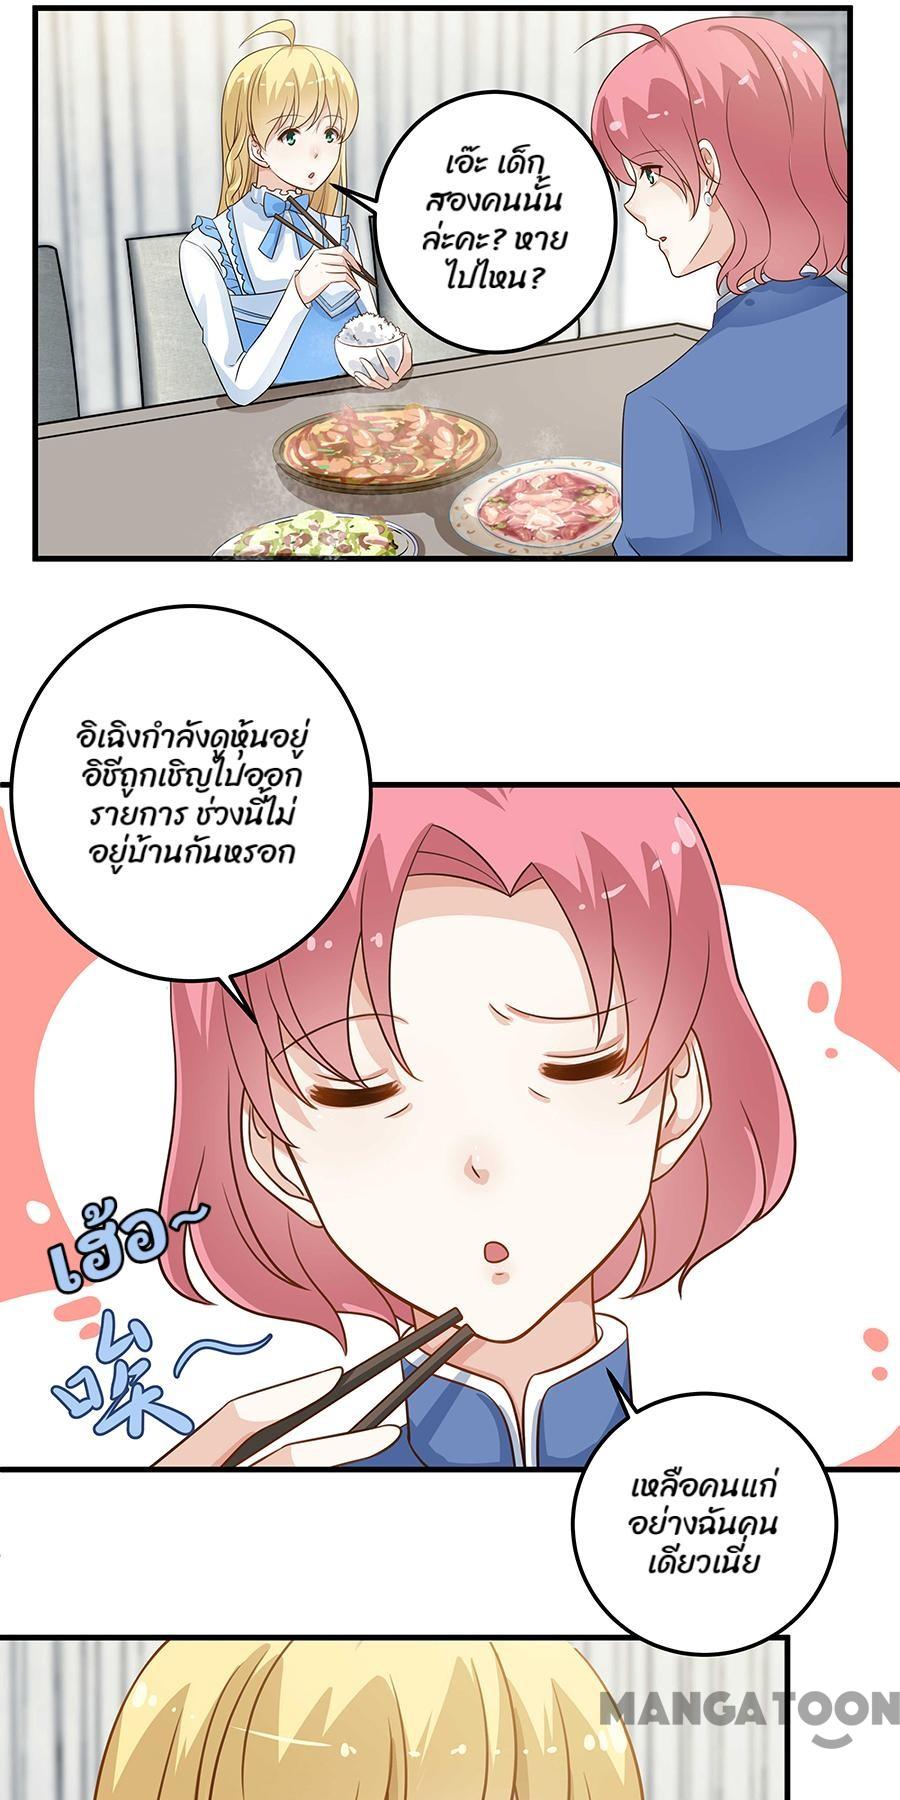 เอ๊ะ เด็ก
สองคนนั้น
ล่ะคะ? หาย
ไปไหน?
อิเฉิงกำลังดูหุ้นอยู่
อิซีถูกเชิญไปออก
รายการ ช่วงนี้ไม่
อยู่บ้านกันหรอก
เฮ้อ~
唉~
เหลือคนแก่
อย่างฉันคน
เดียวเนี่ย
MANGATOON